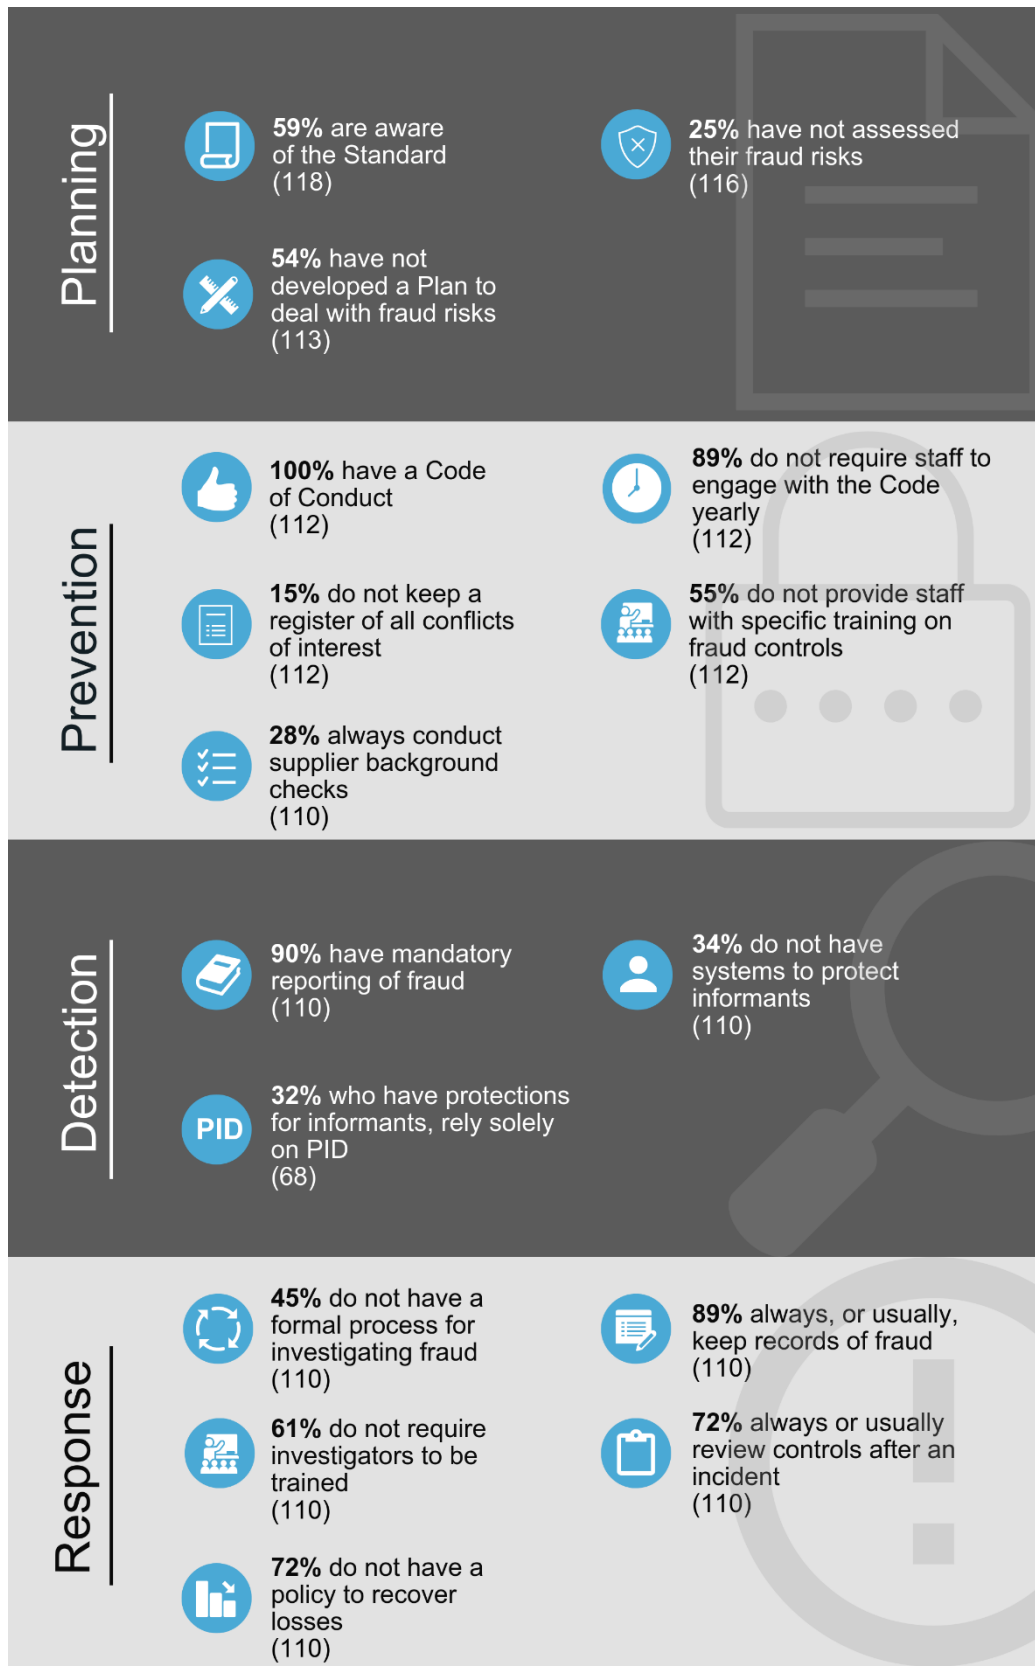 Planning
59% are aware
of the Standard
(118)
25% have not assessed
their fraud risks
(116)
54% have not
developed a Plan to
deal with fraud risks
(113)
Prevention
100% have a Code
of Conduct
(112)
89% do not require staff to
engage with the Code
yearly
(112)
15% do not keep a
register of all conflicts
of interest
(112)
55% do not provide staff
with specific training on
fraud controls
(112)
28% always conduct
supplier background
checks
(110)
Detection
90% have mandatory
reporting of fraud
(110)
34% do not have
systems to protect
informants
(110)
PID
32% who have protections
for informants, rely solely
on PID
(68)
Response
45% do not have a
formal process for
investigating fraud
(110)
89% always, or usually,
keep records of fraud
(110)
61% do not require
investigators to be
trained
(110)
72% always or usually
review controls after an
incident
(110)
72% do not have a
policy to recover
losses
(110)